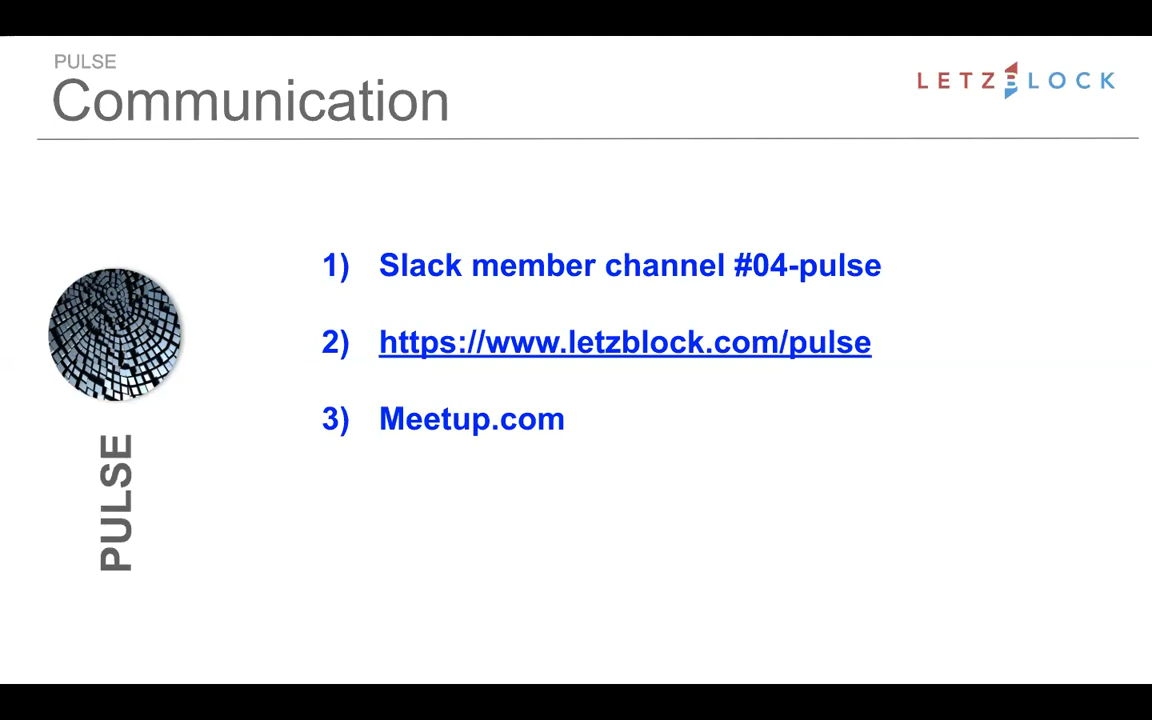 PULSE
Communication
LETZBLOCK
1) Slack member channel #04-pulse
2) https://www.letzblock.com/pulse
3) Meetup.com
PULSE